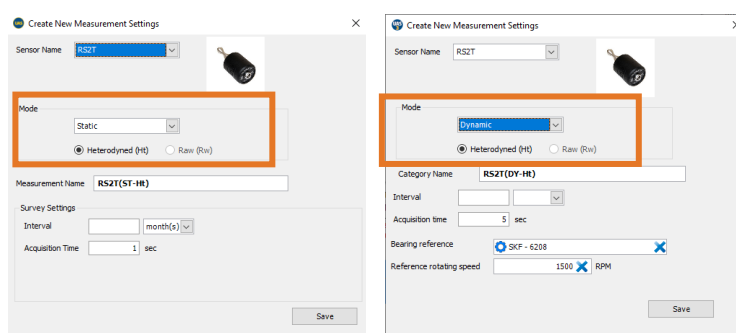 Create New Measurement Settings
Sensor Name RS2T
Mode
Static
Heterodyned (Ht) Raw (Rw)
Measurement Name RS2T(ST-Ht)
Survey Settings
Interval month(s)
Acquisition Time 1 sec
Save
Create New Measurement Settings
Sensor Name RS2T
Mode
Dynamic
Heterodyned (Ht) Raw (Rw)
Category Name RS2T(DY-Ht)
Interval
Acquisition time 5 sec
Bearing reference SKF - 6208
Reference rotating speed 1500 RPM
Save